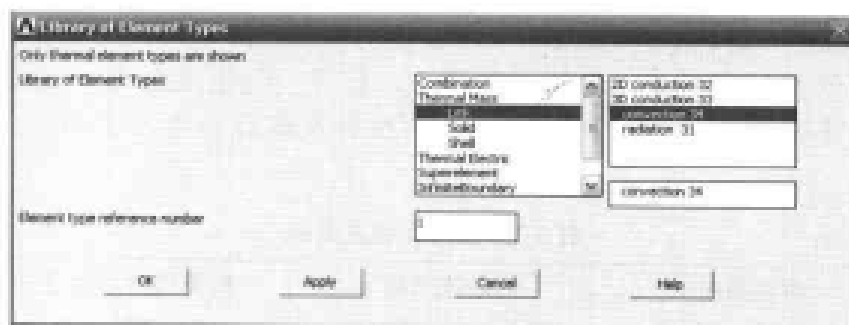 Library of Element Types
Only thermal element types are shown
Library of Element Types
Combination
Thermal Mass
Link
Solid
Shell
Thermal Electric
Superelement
InfiniteBoundary
2D conduction 32
3D conduction 33
convection 34
radiation 31
convection 34
Element type reference number
1
OK
Apply
Cancel
Help